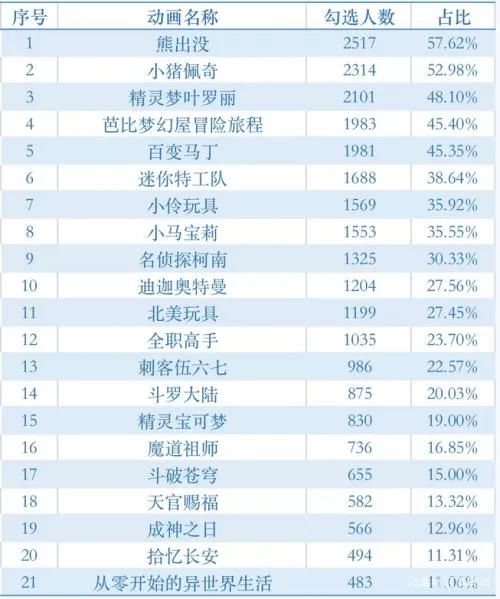 序号 动画名称 勾选人数 占比
1 熊出没 2517 57.62%
2 小猪佩奇 2314 52.98%
3 精灵梦叶罗丽 2101 48.10%
4 芭比梦幻屋冒险旅程 1983 45.40%
5 百变马丁 1981 45.35%
6 迷你特工队 1688 38.64%
7 小伶玩具 1569 35.92%
8 小马宝莉 1553 35.55%
9 名侦探柯南 1325 30.33%
10 迪迦奥特曼 1204 27.56%
11 北美玩具 1199 27.45%
12 全职高手 1035 23.70%
13 刺客伍六七 986 22.57%
14 斗罗大陆 875 20.03%
15 精灵宝可梦 830 19.00%
16 魔道祖师 736 16.85%
17 斗破苍穹 655 15.00%
18 天官赐福 582 13.32%
19 成神之日 566 12.96%
20 拾忆长安 494 11.31%
21 从零开始的异世界生活 483 11.06%